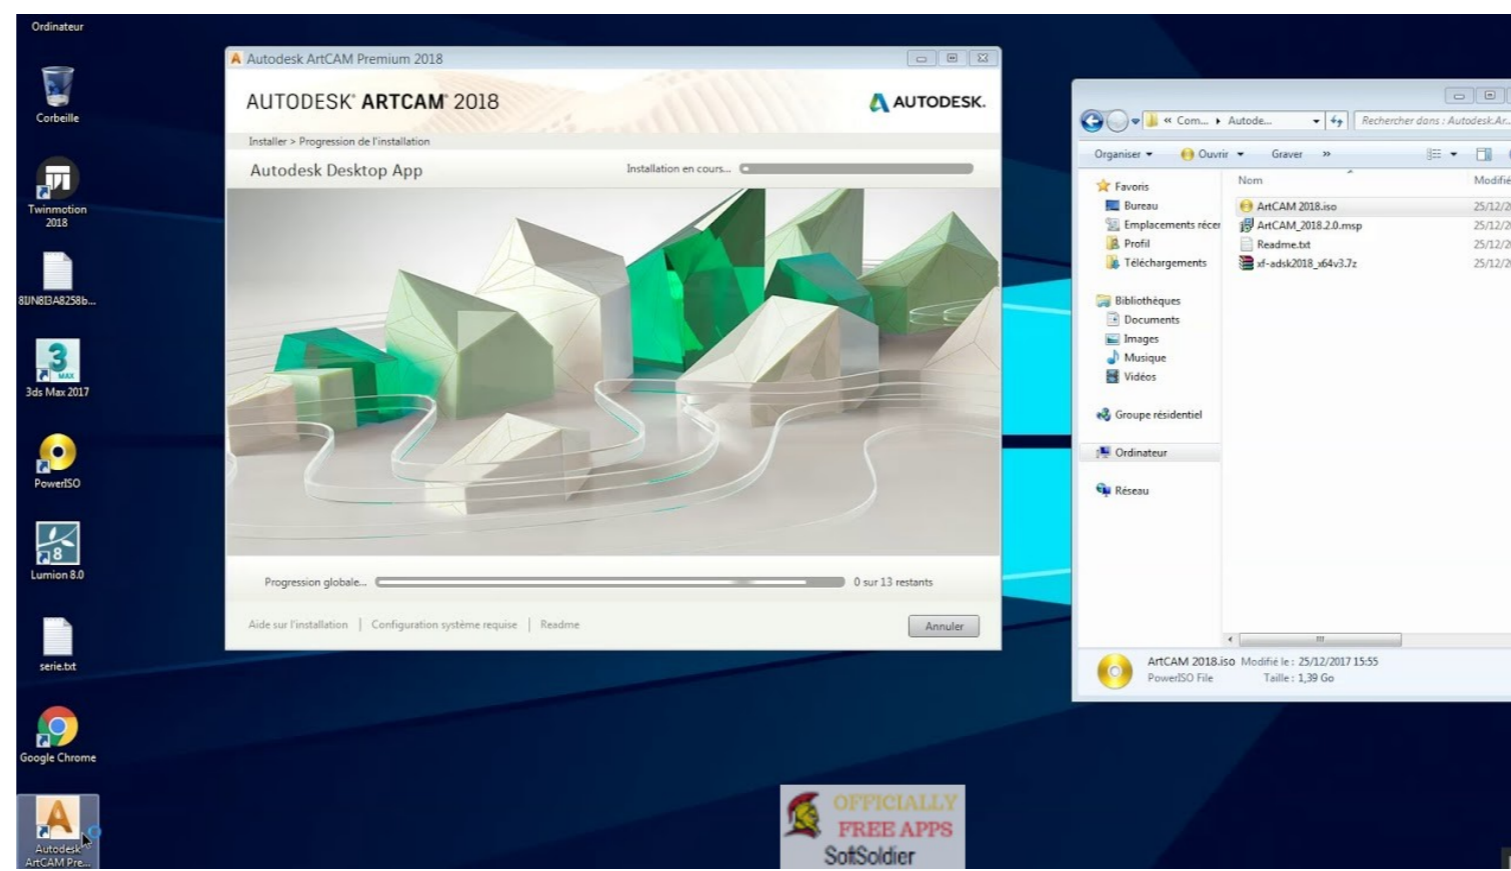 Ordinateur
Corbeille
Twinmotion
2018
3ds Max 2017
3
MAX
PowerISO
8
Lumion 8.0
serie.txt
Google Chrome
Autodesk
ArtCAM Pre...
Autodesk ArtCAM Premium 2018
AUTODESK® ARTCAM® 2018
AUTODESK.
Installer > Progression de l'installation
Autodesk Desktop App
Installation en cours...
Progression globale...
0 sur 13 restants
Aide sur l'installation | Configuration système requise | Readme
Annuler
« Com... ▸ Autode...
Rechercher dans : Autodesk.Ar...
Organiser
Ouvrir
Graver
»
Nom
Modifié
Favoris
Bureau
Emplacements récer
Profil
Téléchargements
Bibliothèques
Documents
Images
Musique
Vidéos
Groupe résidentiel
Ordinateur
Réseau
ArtCAM 2018.iso 25/12/2
ArtCAM_2018.2.0.msp 25/12/2
Readme.txt 25/12/2
xf-adsk2018_x64v3.7z 25/12/2
ArtCAM 2018.iso Modifié le : 25/12/2017 15:55
PowerISO File Taille : 1,39 Go
OFFICIALLY
FREE APPS
SoftSoldier